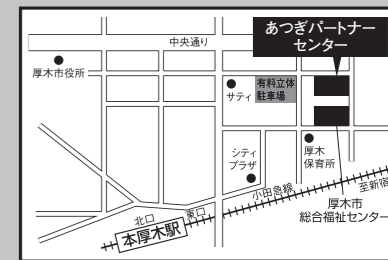 あつぎパートナー
センター
中央通り
厚木市役所
サティ
有料立体
駐車場
シティ
プラザ
厚木
保育所
小田急線
至新宿
北口
東口
本厚木駅
厚木市
総合福祉センター